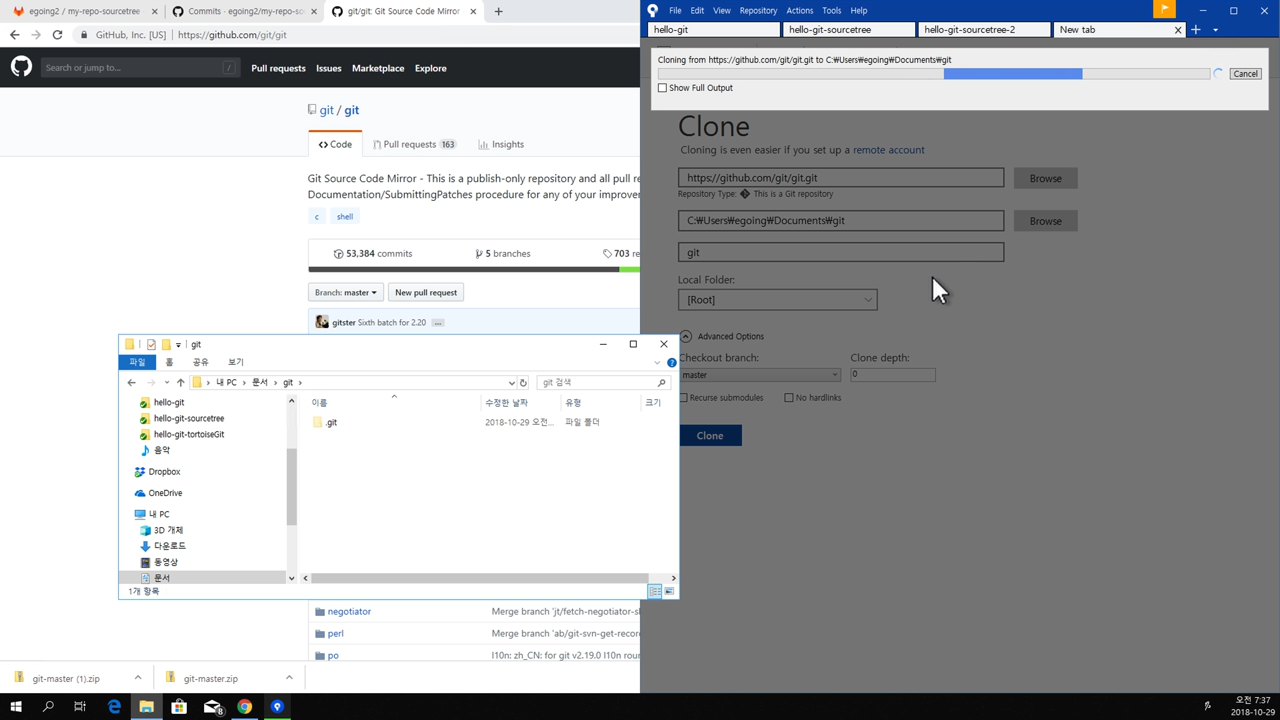 egoing2 / my-repo-sourcetree
Commits · egoing2/my-repo-so
git/git: Git Source Code Mirror
GitHub, Inc. [US] | https://github.com/git/git
Search or jump to... /
Pull requests Issues Marketplace Explore
git / git
Code Pull requests 163 Insights
Git Source Code Mirror - This is a publish-only repository and all pull re
Documentation/SubmittingPatches procedure for any of your improver
c shell
53,384 commits 5 branches 703 re
Branch: master New pull request
gitster Sixth batch for 2.20 ...
git
파일 홈 공유 보기
내 PC > 문서 > git > git 검색
이름 수정한 날짜 유형 크기
.git 2018-10-29 오전... 파일 폴더
hello-git
hello-git-sourcetree
hello-git-tortoiseGit
음악
Dropbox
OneDrive
내 PC
3D 개체
다운로드
동영상
문서
1개 항목
negotiator Merge branch 'jt/fetch-negotiator-sl
perl Merge branch 'ab/git-svn-get-recor
po l10n: zh_CN: for git v2.19.0 l10n rour
git-master (1).zip
git-master.zip
File Edit View Repository Actions Tools Help
hello-git hello-git-sourcetree hello-git-sourcetree-2 New tab
Cloning from https://github.com/git/git.git to C:₩Users₩egoing₩Documents₩git
Cancel
Show Full Output
Clone
Cloning is even easier if you set up a remote account
https://github.com/git/git.git Browse
Repository Type: This is a Git repository
C:₩Users₩egoing₩Documents₩git Browse
git
Local Folder:
[Root]
Advanced Options
Checkout branch: Clone depth:
master 0
Recurse submodules No hardlinks
Clone
8
오전 7:37
2018-10-29